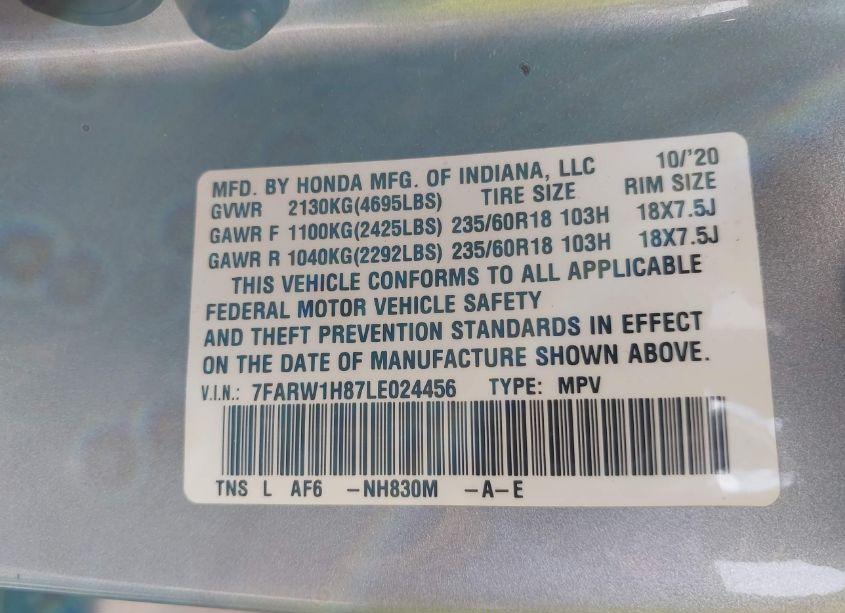 MFD. BY HONDA MFG. OF INDIANA, LLC 10/'20
GVWR 2130KG(4695LBS) TIRE SIZE RIM SIZE
GAWR F 1100KG(2425LBS) 235/60R18 103H 18X7.5J
GAWR R 1040KG(2292LBS) 235/60R18 103H 18X7.5J
THIS VEHICLE CONFORMS TO ALL APPLICABLE
FEDERAL MOTOR VEHICLE SAFETY
AND THEFT PREVENTION STANDARDS IN EFFECT
ON THE DATE OF MANUFACTURE SHOWN ABOVE.
V.I.N.: 7FARW1H87LE024456 TYPE: MPV
TNS L AF6 -NH830M -A-E